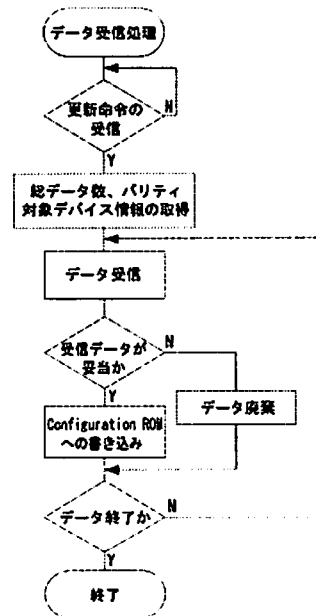 データ受信処理
更新命令の
受信
N
Y
総データ数、パリティ
対象デバイス情報の取得
データ受信
受信データが
妥当か
N
Y
データ廃棄
Configuration ROM
への書き込み
データ終了か
N
Y
終了